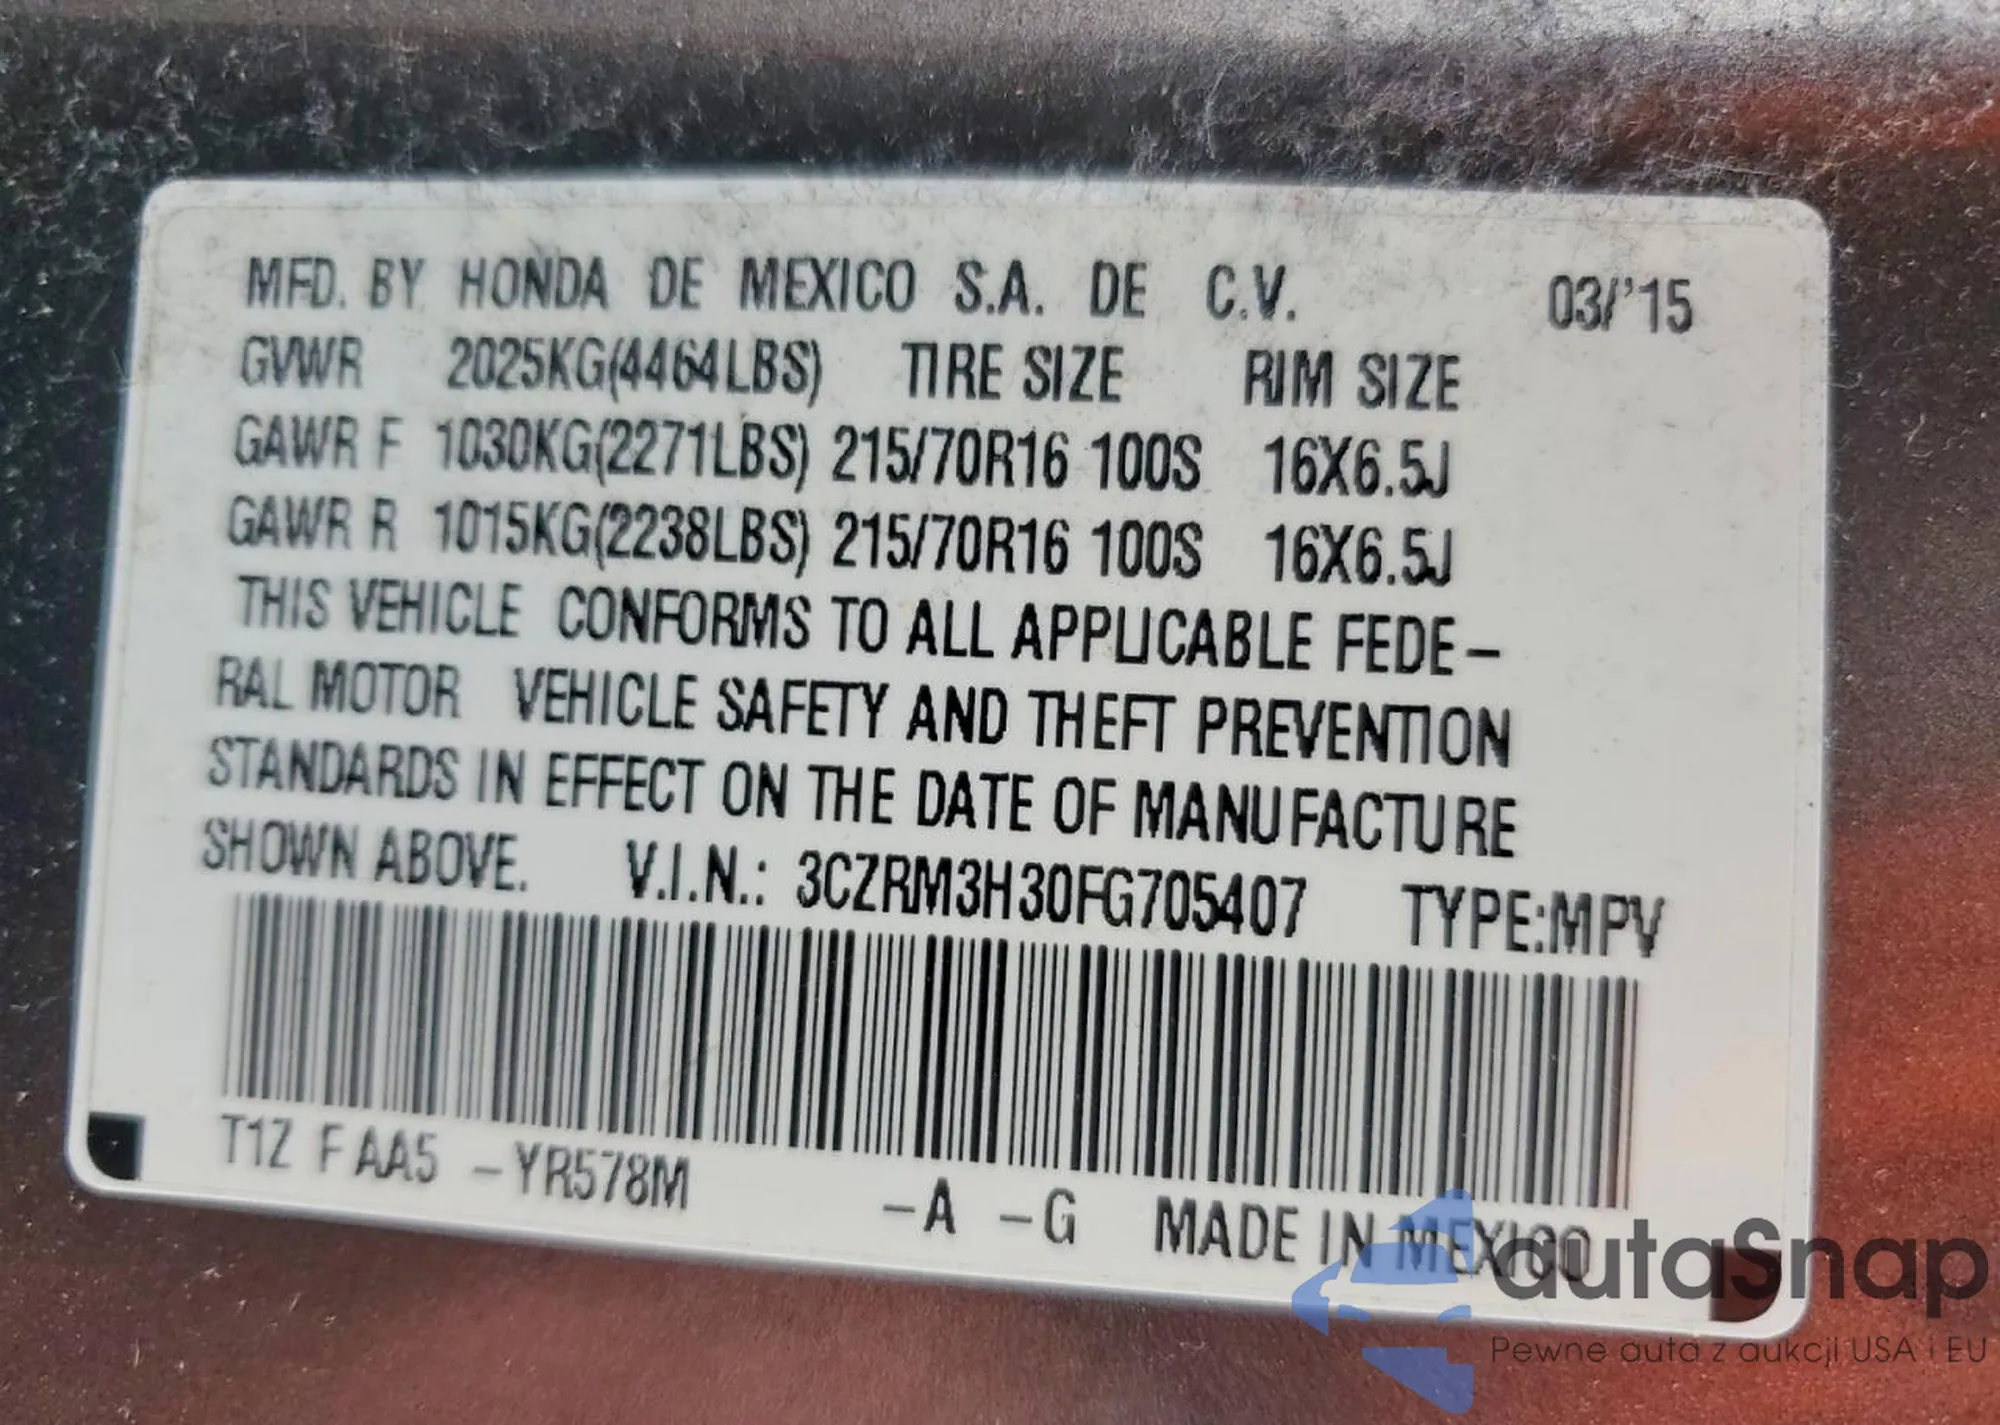 MFD. BY HONDA DE MEXICO S.A. DE C.V. 03/'15
GVWR 2025KG(4464LBS) TIRE SIZE RIM SIZE
GAWR F 1030KG(2271LBS) 215/70R16 100S 16X6.5J
GAWR R 1015KG(2238LBS) 215/70R16 100S 16X6.5J
THIS VEHICLE CONFORMS TO ALL APPLICABLE FEDE-
RAL MOTOR VEHICLE SAFETY AND THEFT PREVENTION
STANDARDS IN EFFECT ON THE DATE OF MANUFACTURE
SHOWN ABOVE. V.I.N.: 3CZRM3H30FG705407 TYPE:MPV
T1Z F AA5 -YR578M -A -G MADE IN MEXICO
autaSnap
Pewne auta z aukcji USA i EU